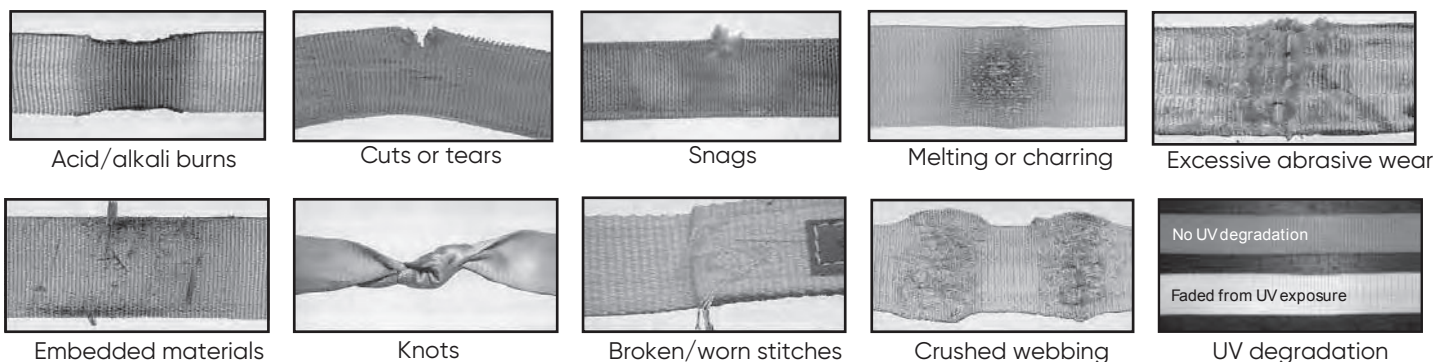 Acid/alkali burns
Cuts or tears
Snags
Melting or charring
Excessive abrasive wear
No UV degradation
Faded from UV exposure
Embedded materials
Knots
Broken/worn stitches
Crushed webbing
UV degradation